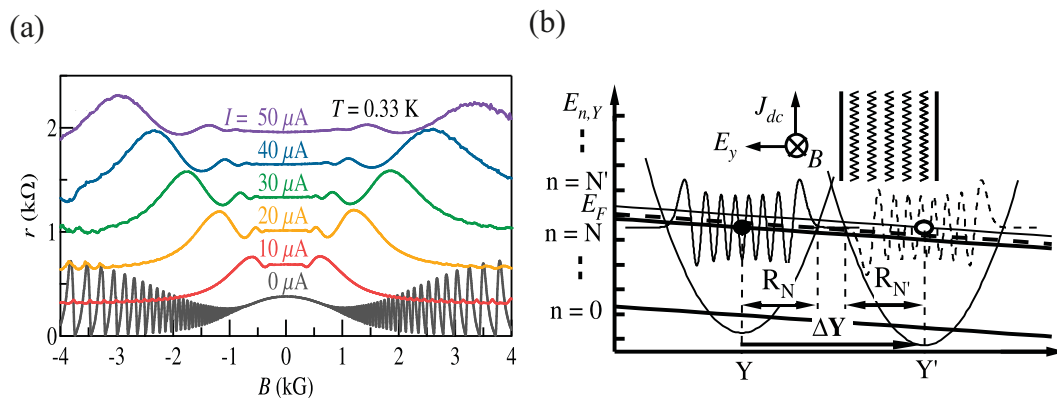 (a)
(b)
I = 50 μA
T = 0.33 K
40 μA
30 μA
20 μA
10 μA
0 μA
r (kΩ)
2
1
0
-4
-3
-2
-1
0
1
2
3
4
B (kG)
E_{n,Y}
J_{dc}
E_y
B
n = N'
E_F
n = N
n = 0
R_N
R_{N'}
ΔY
Y
Y'